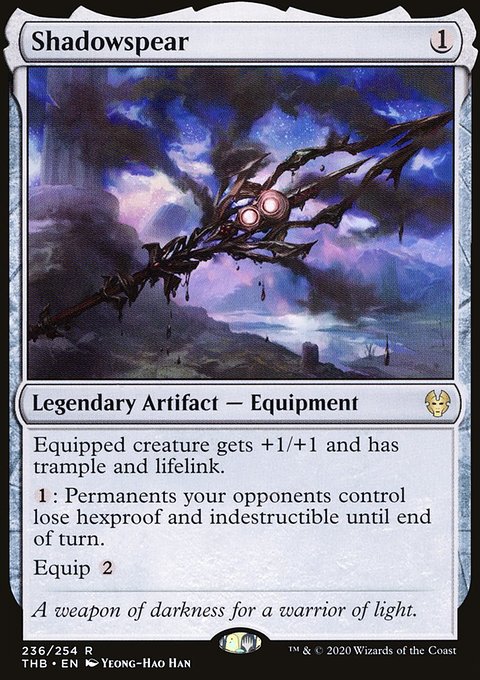 Shadowspear 1
Legendary Artifact — Equipment
Equipped creature gets +1/+1 and has
trample and lifelink.
1: Permanents your opponents control
lose hexproof and indestructible until end
of turn.
Equip 2
A weapon of darkness for a warrior of light.
236/254 R
THB • EN Yeong-Hao Han
™ & © 2020 Wizards of the Coast